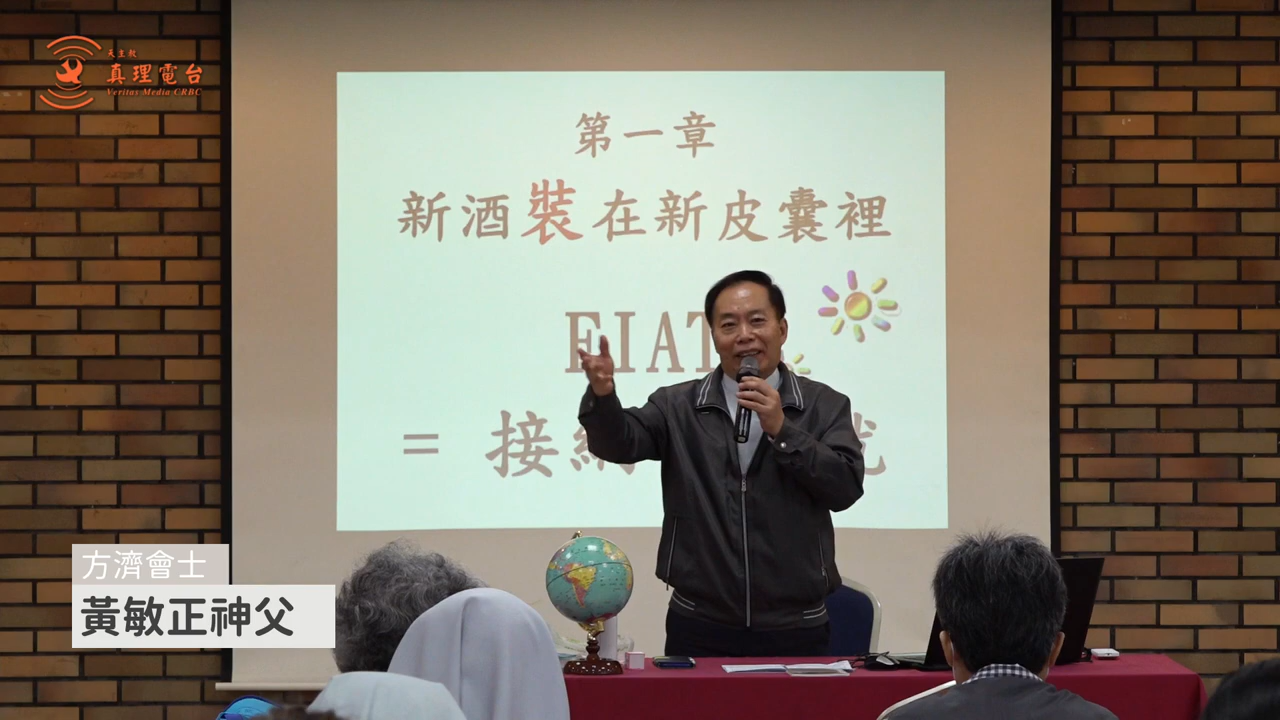 天主教
真理電台
Veritas Media CRBC
第一章
新酒裝在新皮囊裡
FIAT
= 接納
方濟會士
黃敏正神父